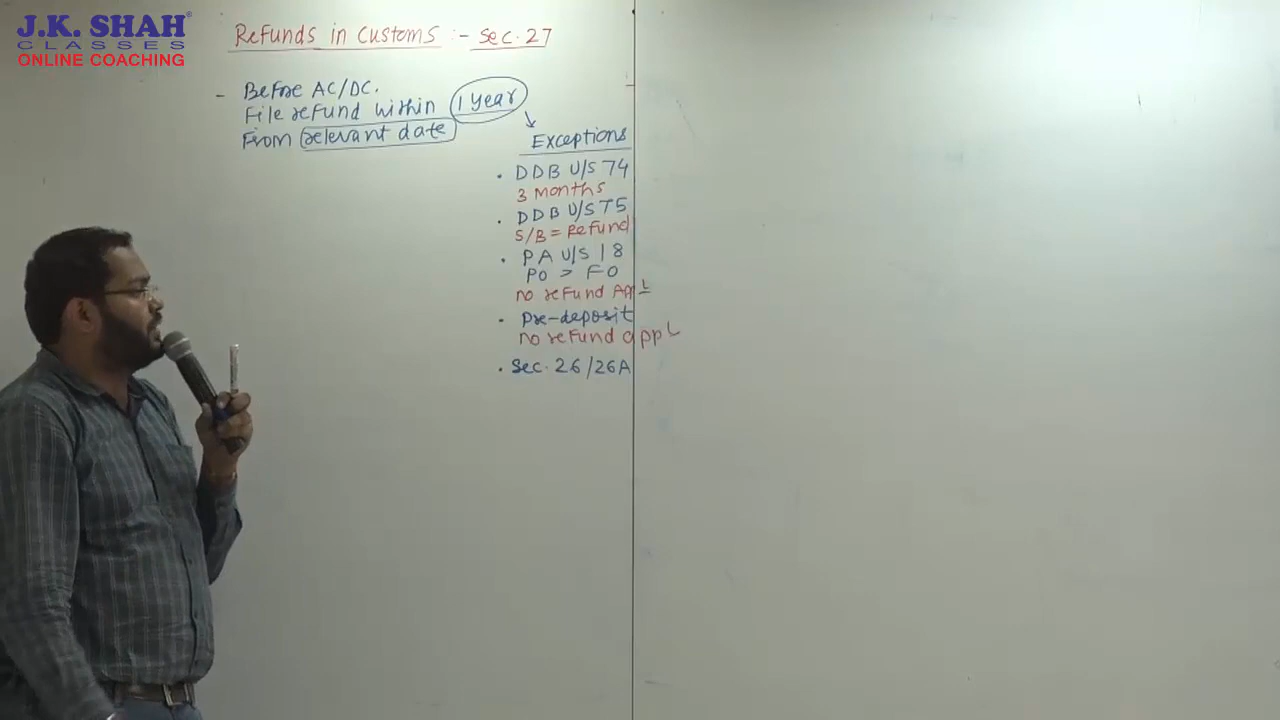 J.K. SHAH®
CLASSES
ONLINE COACHING
Refunds in Customs :- Sec. 27
- Before AC/DC.
File refund within 1 year
From relevant date
Exceptions
• DDB U/S 74
3 months
• DDB U/S 75
S/B = Refund
• PA U/S 18
PD > FD
no refund Appl
• Pre-deposit
no refund appl
• Sec. 26/26A